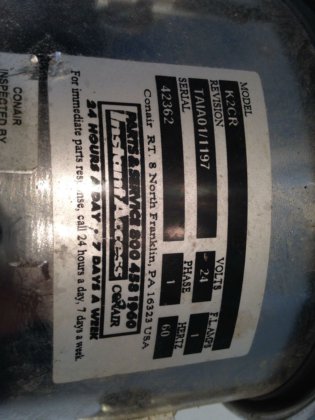 MODEL
K2CR
REVISION VOLTS F.L.AMPS
TAIA01/1197 24 1
SERIAL PHASE HERTZ
42362 1 60
Conair RT. 8 North Franklin, PA 16323 USA
PARTS & SERVICE 800 458 1960
Instant Access CONAIR
24 HOURS A DAY • 7 DAYS A WEEK
For immediate parts response, call 24 hours a day, 7 days a week
CONAIR
INSPECTED BY